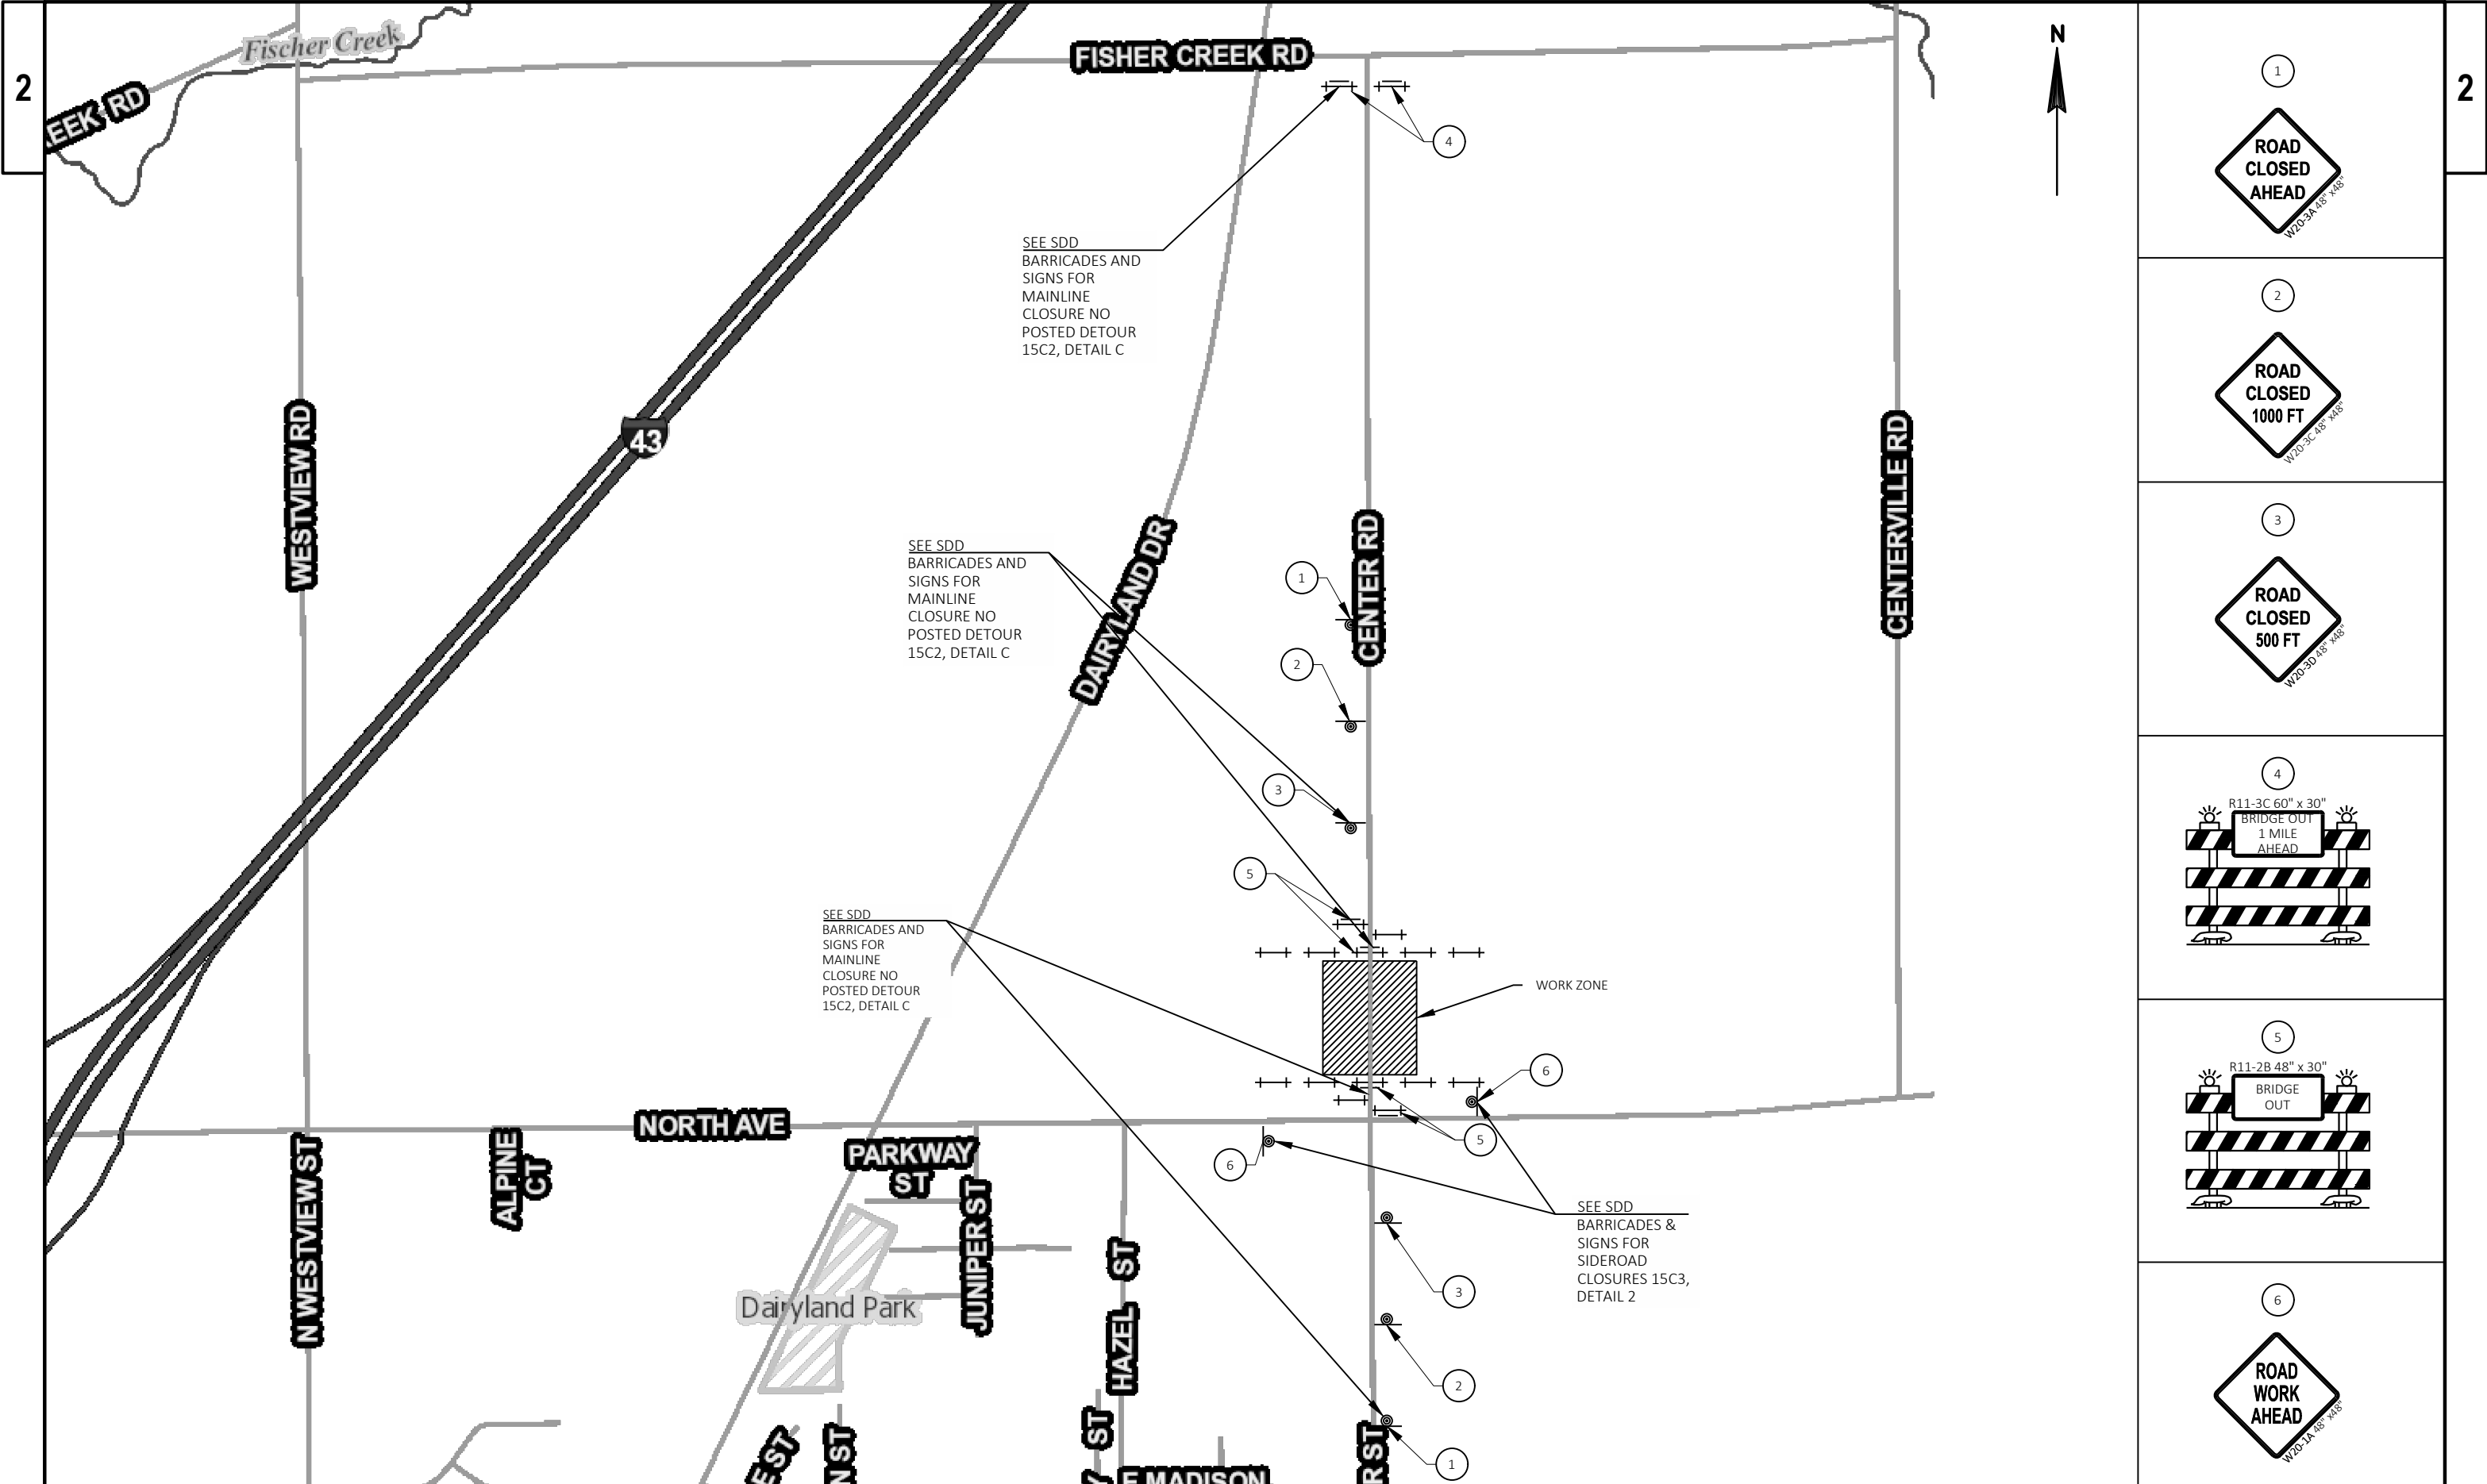 2
Fischer Creek
EEK RD
FISHER CREEK RD
N
2
4
SEE SDD
BARRICADES AND
SIGNS FOR
MAINLINE
CLOSURE NO
POSTED DETOUR
15C2, DETAIL C
WESTVIEW RD
43
CENTERVILLE RD
CENTER RD
DAIRYLAND DR
SEE SDD
BARRICADES AND
SIGNS FOR
MAINLINE
CLOSURE NO
POSTED DETOUR
15C2, DETAIL C
1
2
3
5
SEE SDD
BARRICADES AND
SIGNS FOR
MAINLINE
CLOSURE NO
POSTED DETOUR
15C2, DETAIL C
WORK ZONE
6
5
6
NORTH AVE
PARKWAY
ST
N WESTVIEW ST
ALPINE
CT
JUNIPER ST
HAZEL ST
Dairyland Park
SEE SDD
BARRICADES &
SIGNS FOR
SIDEROAD
CLOSURES 15C3,
DETAIL 2
3
2
1
E ST
N ST
ST
E MADISON
R ST
1
ROAD
CLOSED
AHEAD
W20-3A 48" x48"
2
ROAD
CLOSED
1000 FT
W20-3C 48" x48"
3
ROAD
CLOSED
500 FT
W20-3D 48" x48"
4
R11-3C 60" x 30"
BRIDGE OUT
1 MILE
AHEAD
5
R11-2B 48" x 30"
BRIDGE
OUT
6
ROAD
WORK
AHEAD
W20-1A 48" x48"